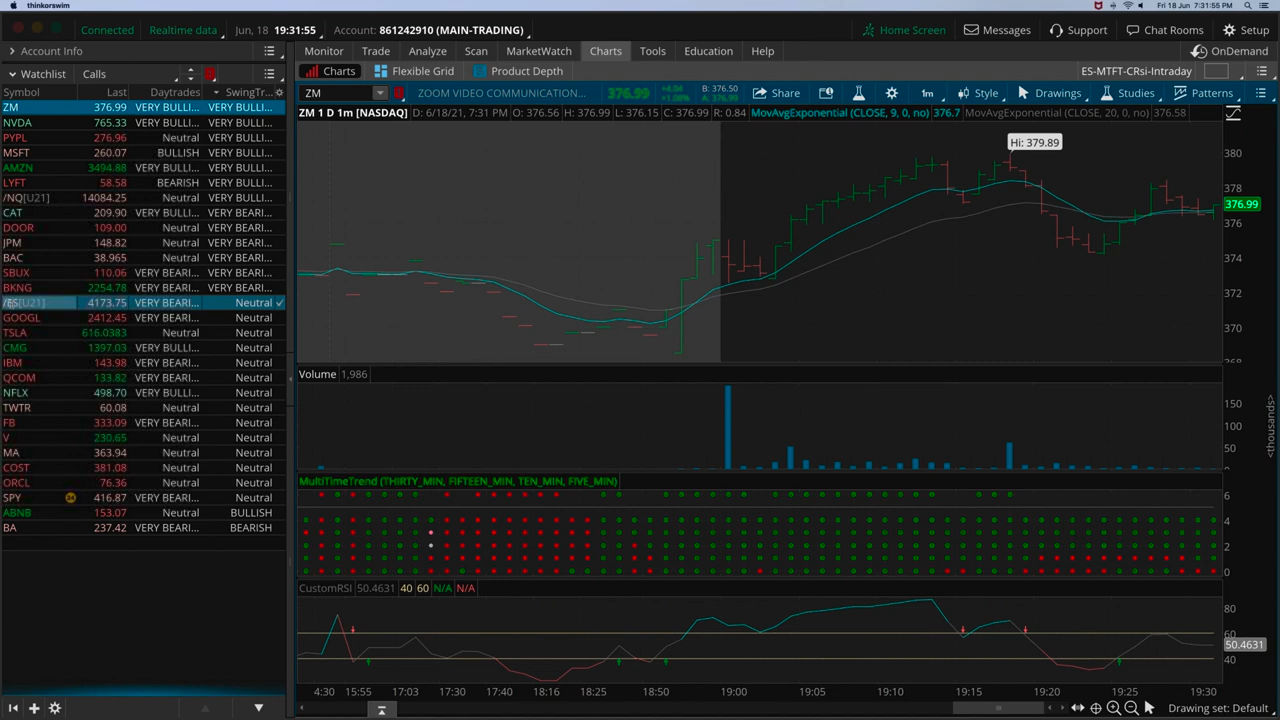 thinkorswim
Fri 18 Jun 7:31:55 PM
Connected
Realtime data
Jun, 18 19:31:55
Account: 861242910 (MAIN-TRADING)
Home Screen
Messages
Support
Chat Rooms
Setup
Account Info
Monitor Trade Analyze Scan MarketWatch Charts Tools Education Help
OnDemand
Watchlist Calls
Charts Flexible Grid Product Depth
ES-MTFT-CRsi-Intraday
Symbol Last Daytrades SwingTr...
ZM
ZOOM VIDEO COMMUNICATION...
376.99
+4.04
+1.08%
B: 376.50
A: 376.99
Share
1m
Style
Drawings
Studies
Patterns
ZM 376.99 VERY BULLI... VERY BULLI...
NVDA 765.33 VERY BULLI... VERY BULLI...
PYPL 276.96 Neutral VERY BULLI...
MSFT 260.07 BULLISH VERY BULLI...
AMZN 3494.88 VERY BULLI... VERY BULLI...
LYFT 58.58 BEARISH VERY BULLI...
/NQ[U21] 14084.25 Neutral VERY BULLI...
CAT 209.90 VERY BULLI... VERY BEARI...
DOOR 109.00 Neutral VERY BEARI...
JPM 148.82 Neutral VERY BEARI...
BAC 38.965 Neutral VERY BEARI...
SBUX 110.06 VERY BEARI... VERY BEARI...
BKNG 2254.78 VERY BULLI... VERY BEARI...
/ES[U21] 4173.75 VERY BEARI... Neutral
GOOGL 2412.45 VERY BEARI... Neutral
TSLA 616.0383 Neutral Neutral
CMG 1397.03 VERY BULLI... Neutral
IBM 143.98 VERY BEARI... Neutral
QCOM 133.82 VERY BEARI... Neutral
NFLX 498.70 VERY BULLI... Neutral
TWTR 60.08 Neutral Neutral
FB 333.09 VERY BEARI... Neutral
V 230.65 Neutral Neutral
MA 363.94 Neutral Neutral
COST 381.08 Neutral Neutral
ORCL 76.36 Neutral Neutral
SPY 416.87 VERY BEARI... Neutral
ABNB 153.07 Neutral BULLISH
BA 237.42 VERY BEARI... BEARISH
ZM 1 D 1m [NASDAQ] D: 6/18/21, 7:31 PM O: 376.56 H: 376.99 L: 376.15 C: 376.99 R: 0.84 MovAvgExponential (CLOSE, 9, 0, no) 376.7 MovAvgExponential (CLOSE, 20, 0, no) 376.58
Hi: 379.89
380
378
376.99
376
374
372
370
368
Volume 1,986
150
100
50
0
<thousands>
MultiTimeTrend (THIRTY_MIN, FIFTEEN_MIN, TEN_MIN, FIVE_MIN)
6
4
2
0
CustomRSI 50.4631 40 60 N/A N/A
80
60
50.4631
40
4:30 15:55 17:03 17:30 17:40 18:16 18:25 18:50 19:00 19:05 19:10 19:15 19:20 19:25 19:30
Drawing set: Default